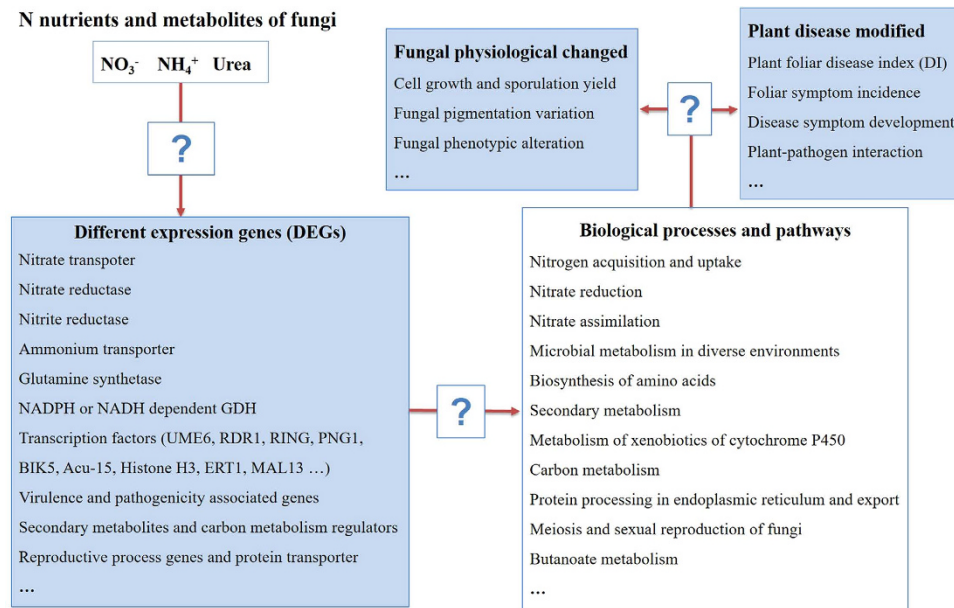 N nutrients and metabolites of fungi
NO₃⁻ NH₄⁺ Urea
?
Different expression genes (DEGs)
Nitrate transpoter
Nitrate reductase
Nitrite reductase
Ammonium transporter
Glutamine synthetase
NADPH or NADH dependent GDH
Transcription factors (UME6, RDR1, RING, PNG1,
BIK5, Acu-15, Histone H3, ERT1, MAL13 …)
Virulence and pathogenicity associated genes
Secondary metabolites and carbon metabolism regulators
Reproductive process genes and protein transporter
…
?
Biological processes and pathways
Nitrogen acquisition and uptake
Nitrate reduction
Nitrate assimilation
Microbial metabolism in diverse environments
Biosynthesis of amino acids
Secondary metabolism
Metabolism of xenobiotics of cytochrome P450
Carbon metabolism
Protein processing in endoplasmic reticulum and export
Meiosis and sexual reproduction of fungi
Butanoate metabolism
…
?
Fungal physiological changed
Cell growth and sporulation yield
Fungal pigmentation variation
Fungal phenotypic alteration
…
Plant disease modified
Plant foliar disease index (DI)
Foliar symptom incidence
Disease symptom development
Plant-pathogen interaction
…